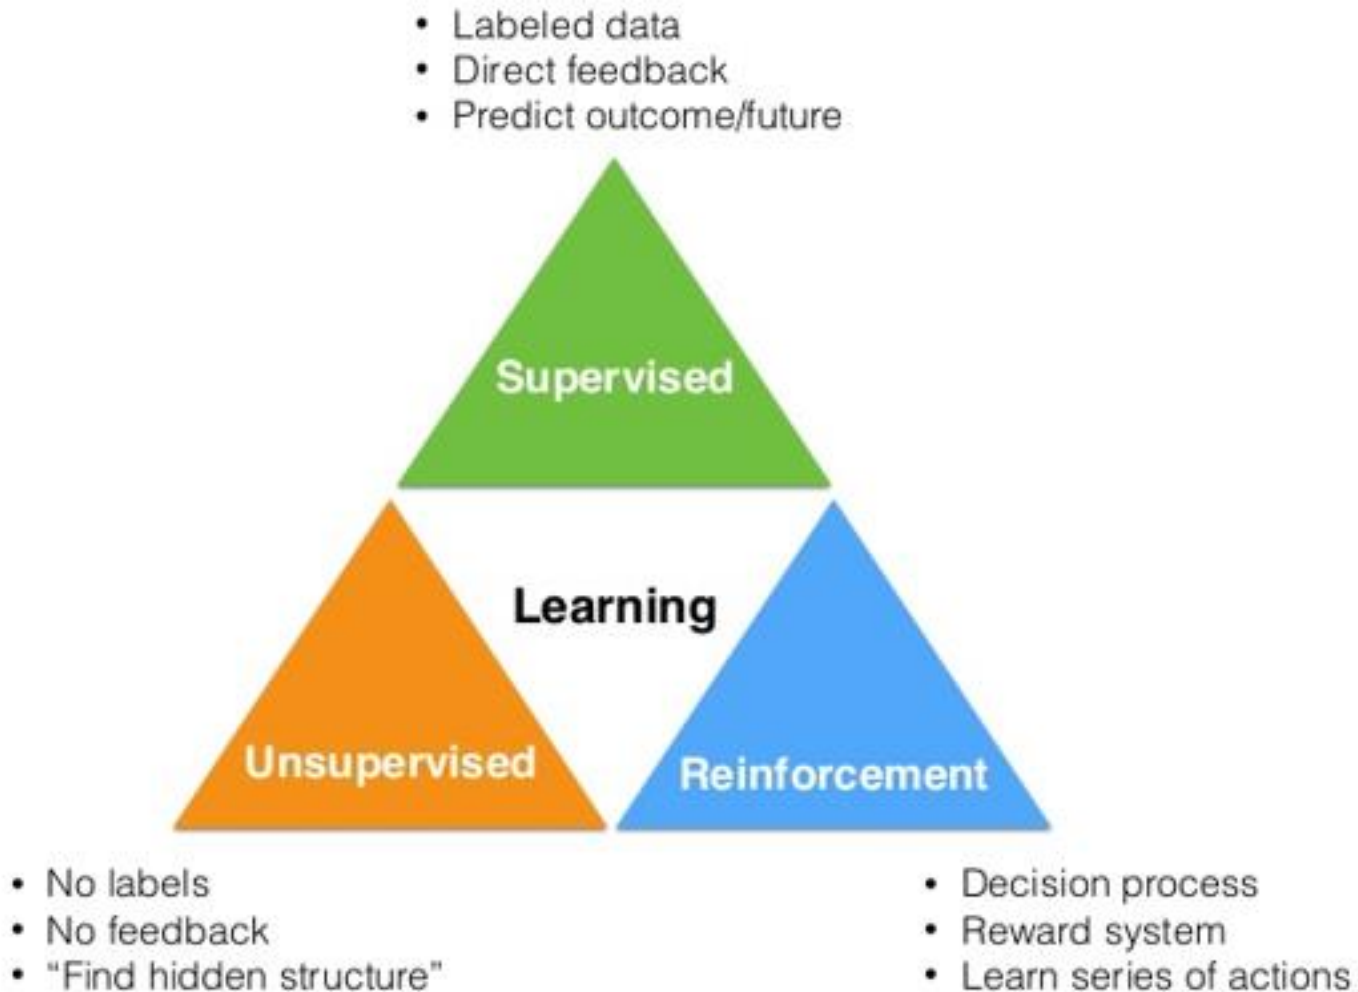 • Labeled data
• Direct feedback
• Predict outcome/future
Supervised
Learning
Unsupervised
Reinforcement
• No labels
• No feedback
• “Find hidden structure”
• Decision process
• Reward system
• Learn series of actions